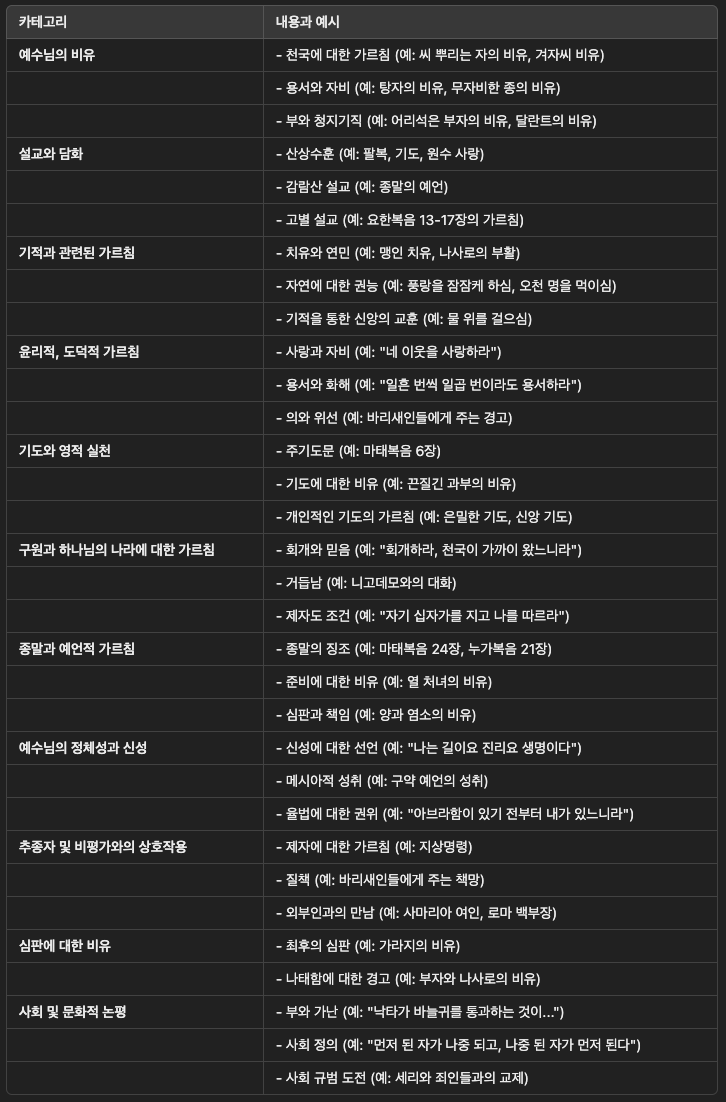 카테고리 내용과 예시
예수님의 비유 - 천국에 대한 가르침 (예: 씨 뿌리는 자의 비유, 겨자씨 비유)
- 용서와 자비 (예: 탕자의 비유, 무자비한 종의 비유)
- 부와 청지기직 (예: 어리석은 부자의 비유, 달란트의 비유)
설교와 담화 - 산상수훈 (예: 팔복, 기도, 원수 사랑)
- 감람산 설교 (예: 종말의 예언)
- 고별 설교 (예: 요한복음 13-17장의 가르침)
기적과 관련된 가르침 - 치유와 연민 (예: 맹인 치유, 나사로의 부활)
- 자연에 대한 권능 (예: 풍랑을 잠잠케 하심, 오천 명을 먹이심)
- 기적을 통한 신앙의 교훈 (예: 물 위를 걸으심)
윤리적, 도덕적 가르침 - 사랑과 자비 (예: "네 이웃을 사랑하라")
- 용서와 화해 (예: "일흔 번씩 일곱 번이라도 용서하라")
- 의와 위선 (예: 바리새인들에게 주는 경고)
기도와 영적 실천 - 주기도문 (예: 마태복음 6장)
- 기도에 대한 비유 (예: 끈질긴 과부의 비유)
- 개인적인 기도의 가르침 (예: 은밀한 기도, 신앙 기도)
구원과 하나님의 나라에 대한 가르침 - 회개와 믿음 (예: "회개하라, 천국이 가까이 왔느니라")
- 거듭남 (예: 니고데모와의 대화)
- 제자도 조건 (예: "자기 십자가를 지고 나를 따르라")
종말과 예언적 가르침 - 종말의 징조 (예: 마태복음 24장, 누가복음 21장)
- 준비에 대한 비유 (예: 열 처녀의 비유)
- 심판과 책임 (예: 양과 염소의 비유)
예수님의 정체성과 신성 - 신성에 대한 선언 (예: "나는 길이요 진리요 생명이다")
- 메시아적 성취 (예: 구약 예언의 성취)
- 율법에 대한 권위 (예: "아브라함이 있기 전부터 내가 있느니라")
추종자 및 비평가와의 상호작용 - 제자에 대한 가르침 (예: 지상명령)
- 질책 (예: 바리새인들에게 주는 책망)
- 외부인과의 만남 (예: 사마리아 여인, 로마 백부장)
심판에 대한 비유 - 최후의 심판 (예: 가라지의 비유)
- 나태함에 대한 경고 (예: 부자와 나사로의 비유)
사회 및 문화적 논평 - 부와 가난 (예: "낙타가 바늘귀를 통과하는 것이...")
- 사회 정의 (예: "먼저 된 자가 나중 되고, 나중 된 자가 먼저 된다")
- 사회 규범 도전 (예: 세리와 죄인들과의 교제)